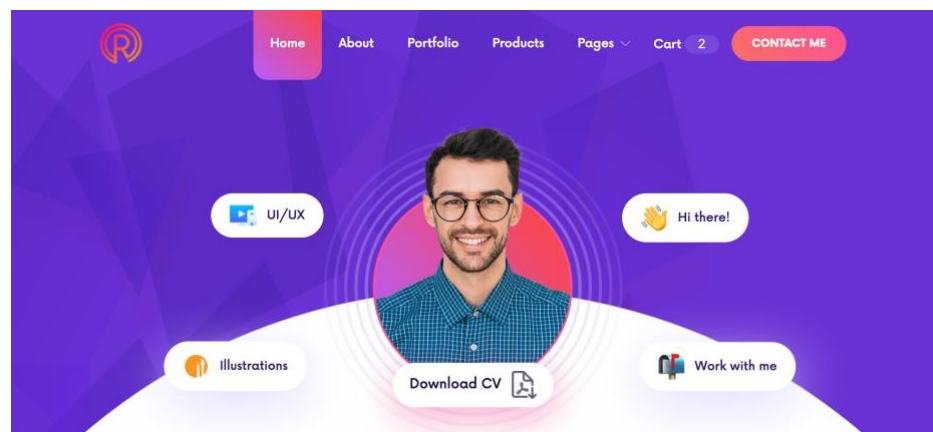 R
Home About Portfolio Products Pages Cart 2 CONTACT ME
UI/UX
Hi there!
Illustrations
Work with me
Download CV